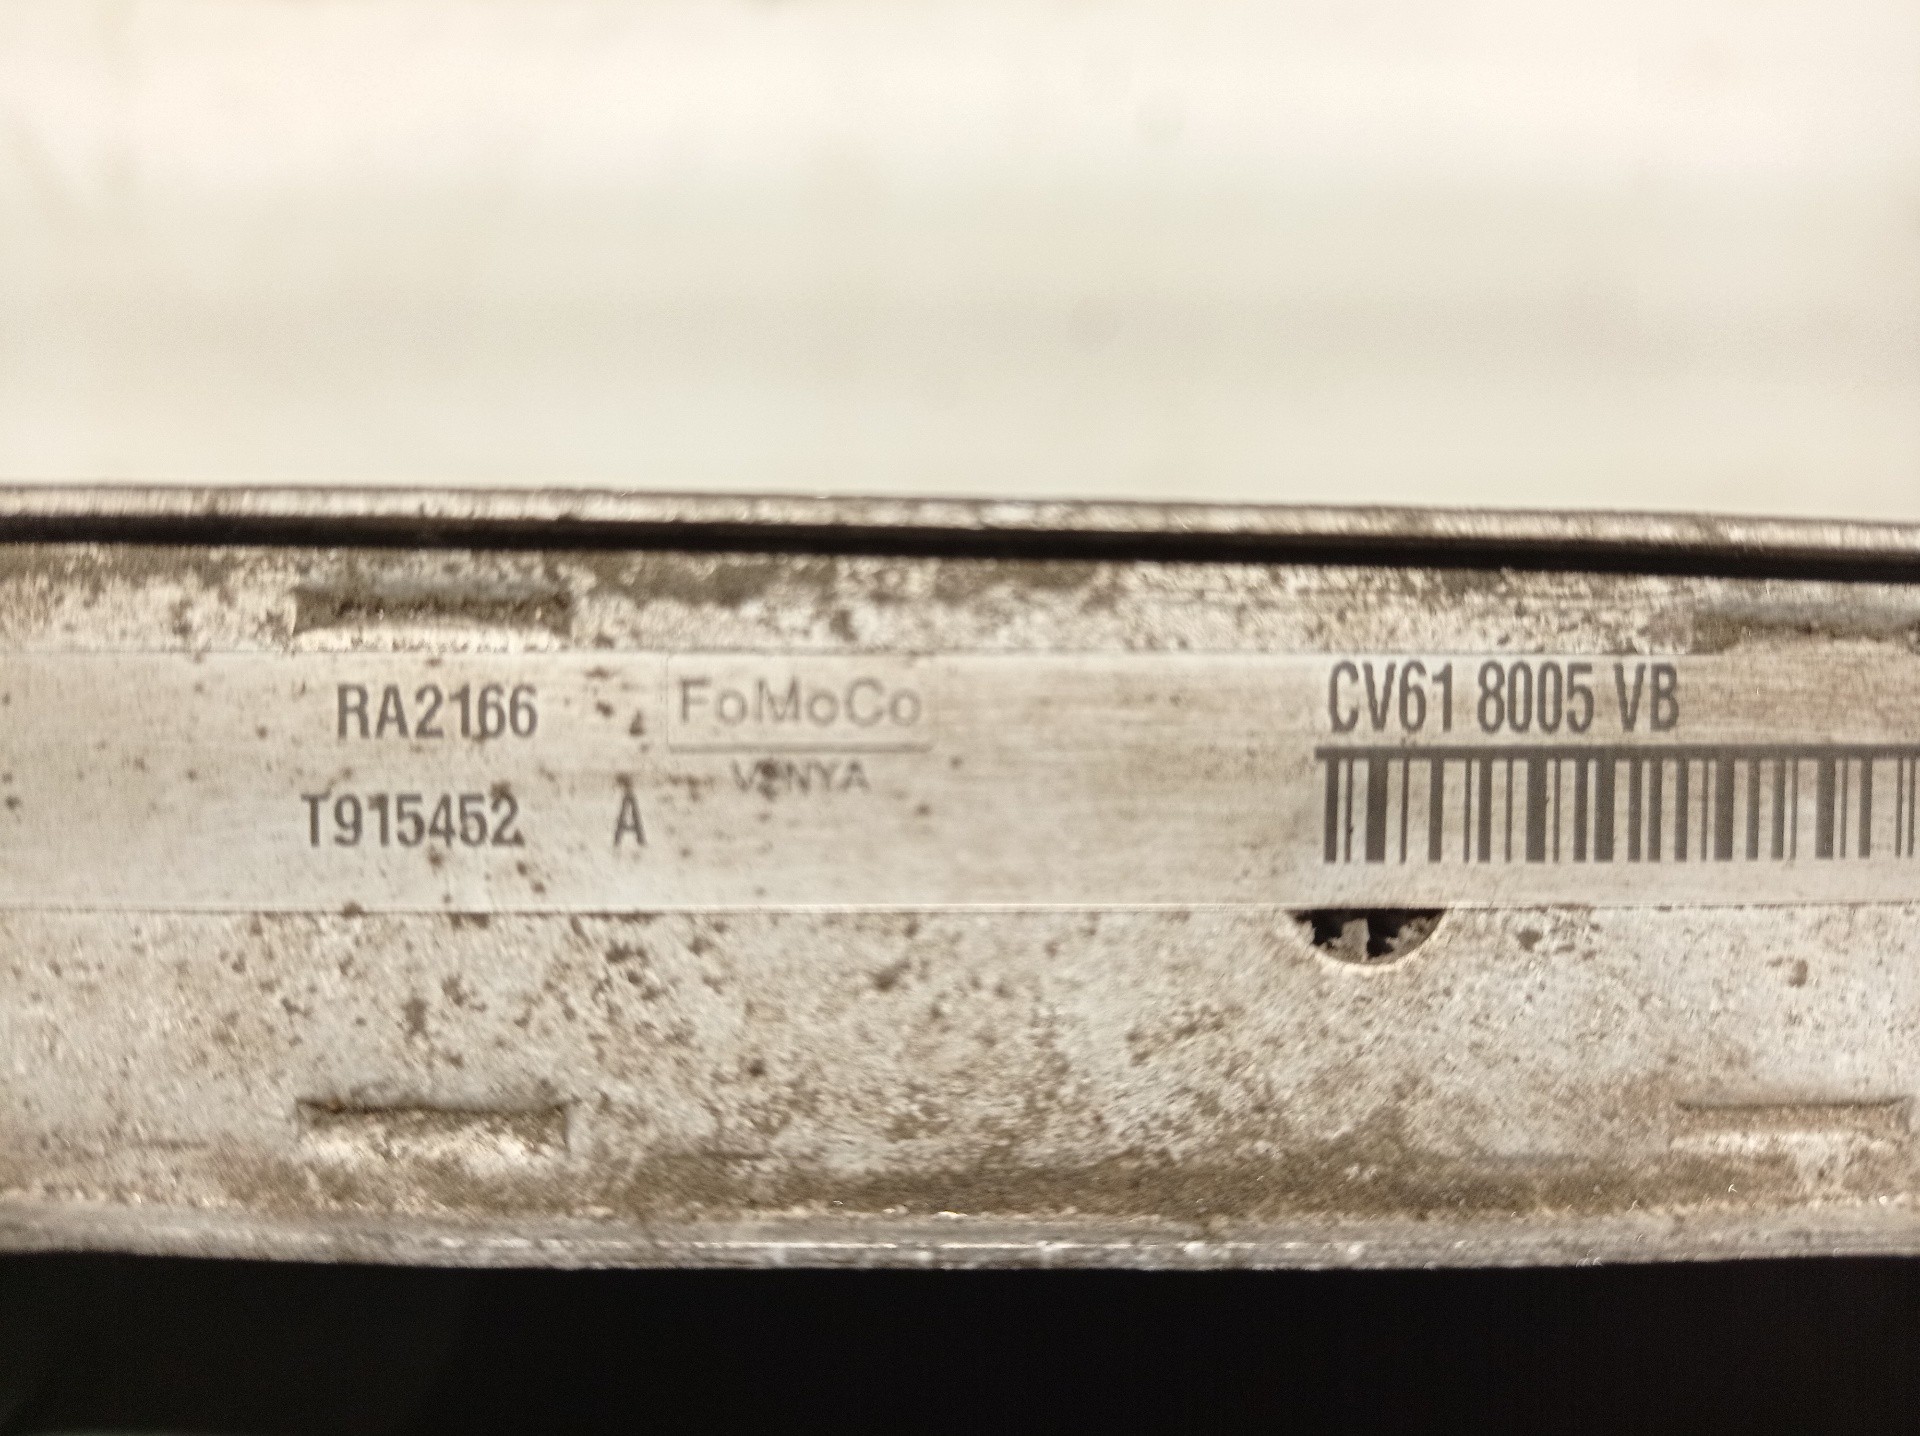 RA2166
FoMoCo
CV61 8005 VB
T915452 A